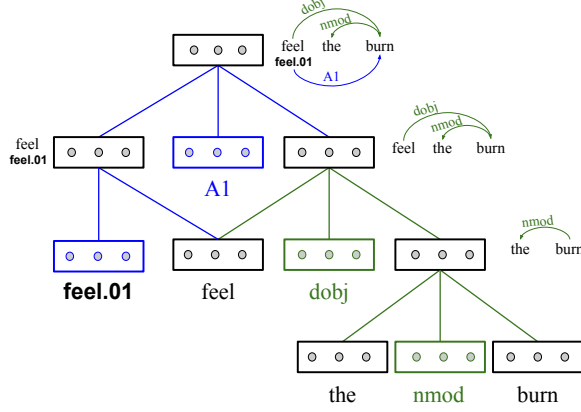 dobj
nmod
feel the burn
feel.01
A1
dobj
nmod
feel
feel.01
feel the burn
A1
nmod
the burn
feel.01 feel dobj
the nmod burn